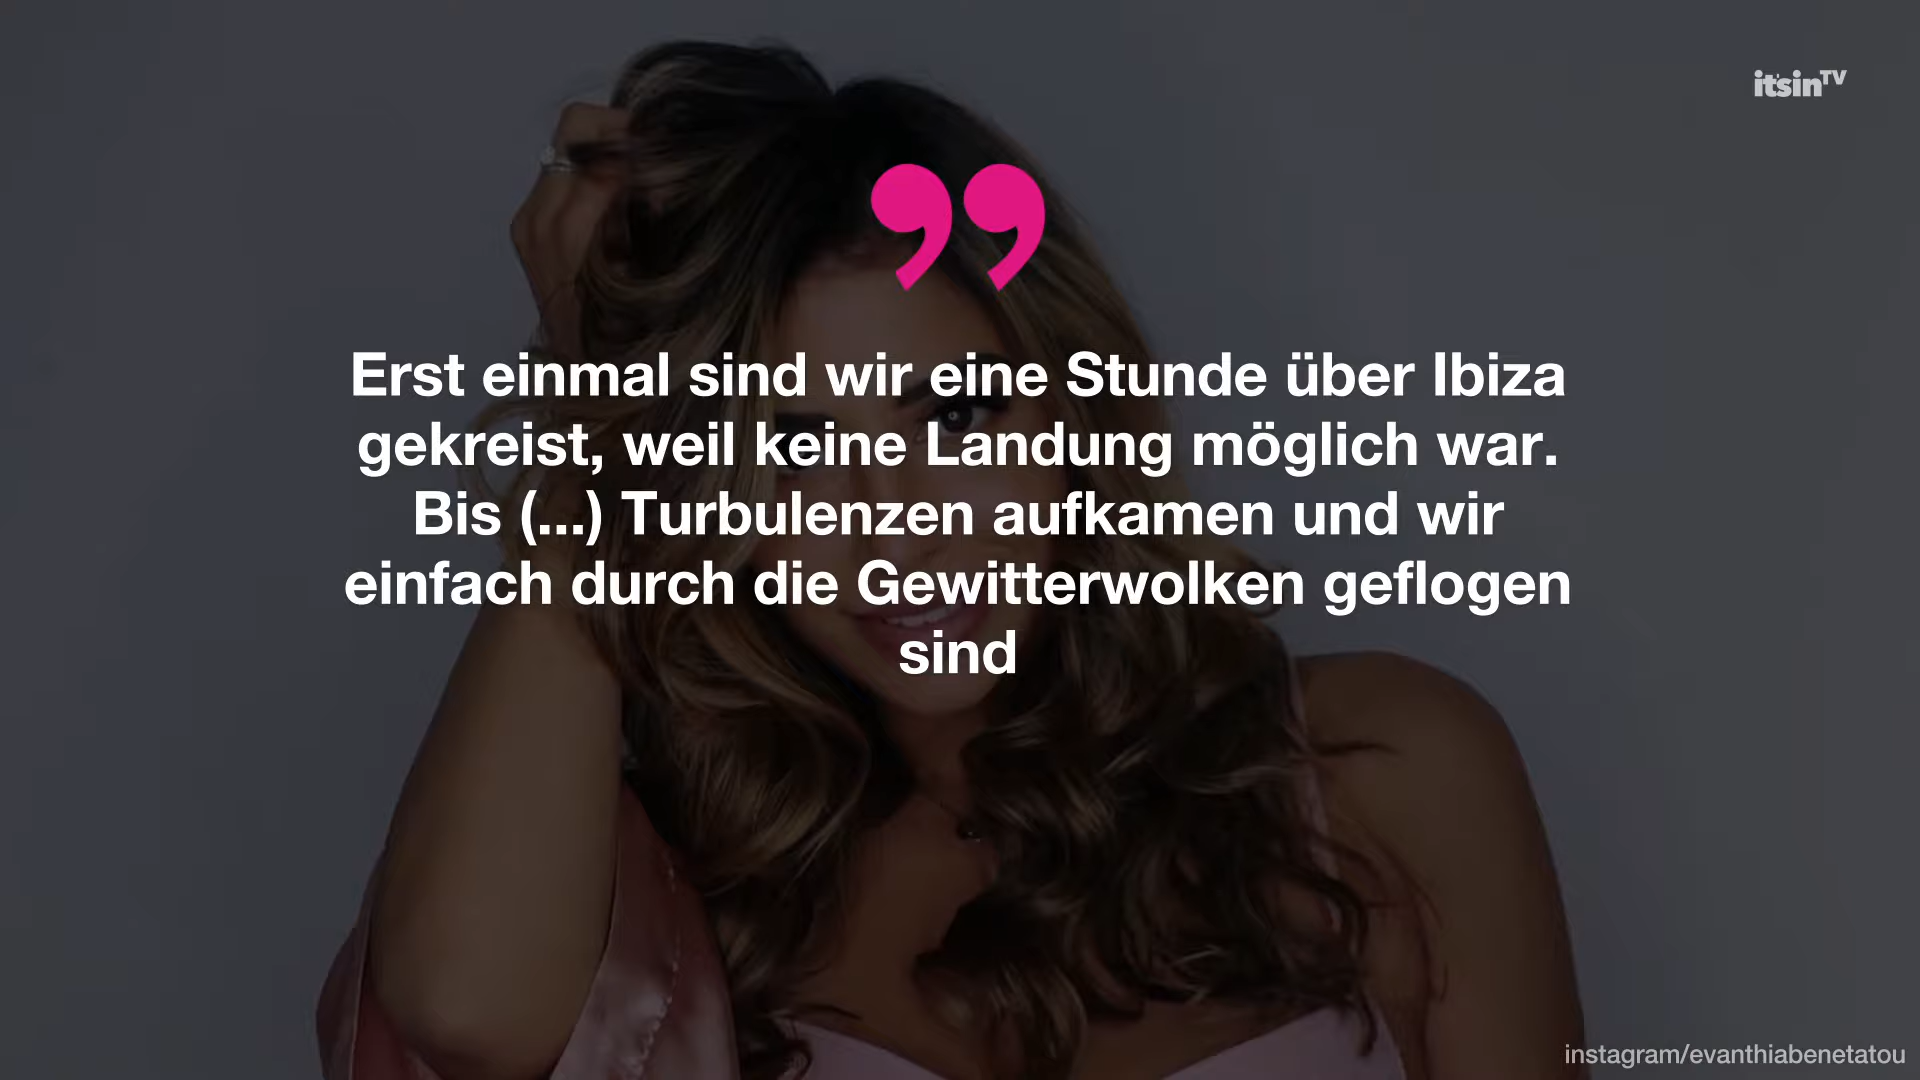 itsinTV
”
Erst einmal sind wir eine Stunde über Ibiza
gekreist, weil keine Landung möglich war.
Bis (...) Turbulenzen aufkamen und wir
einfach durch die Gewitterwolken geflogen
sind
instagram/evanthiabenetatou